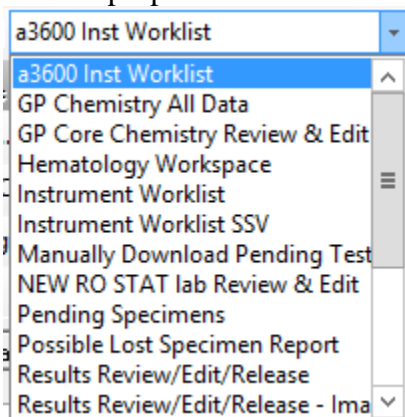 a3600 Inst Worklist
a3600 Inst Worklist
GP Chemistry All Data
GP Core Chemistry Review & Edit
Hematology Workspace
Instrument Worklist
Instrument Worklist SSV
Manually Download Pending Test
NEW RO STAT lab Review & Edit
Pending Specimens
Possible Lost Specimen Report
Results Review/Edit/Release
Results Review/Edit/Release - Ima